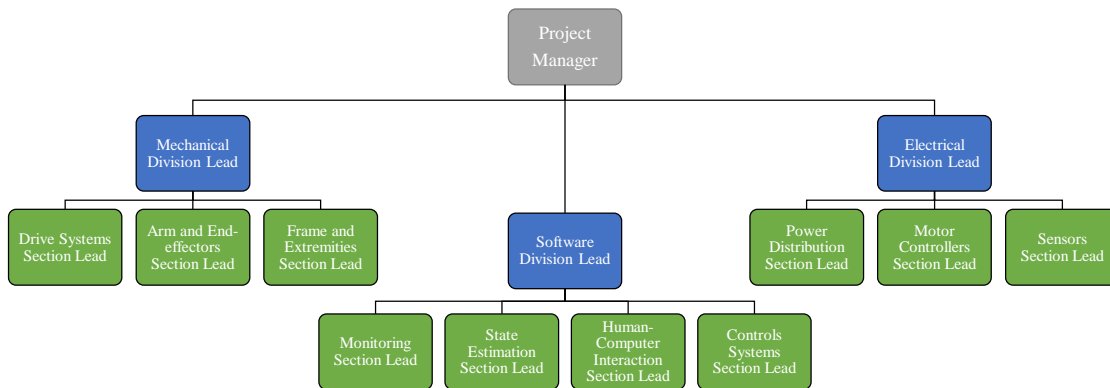 Project
Manager
Mechanical
Division Lead
Electrical
Division Lead
Drive Systems
Section Lead
Arm and End-
effectors
Section Lead
Frame and
Extremities
Section Lead
Software
Division Lead
Power
Distribution
Section Lead
Motor
Controllers
Section Lead
Sensors
Section Lead
Monitoring
Section Lead
State
Estimation
Section Lead
Human-
Computer
Interaction
Section Lead
Controls
Systems
Section Lead